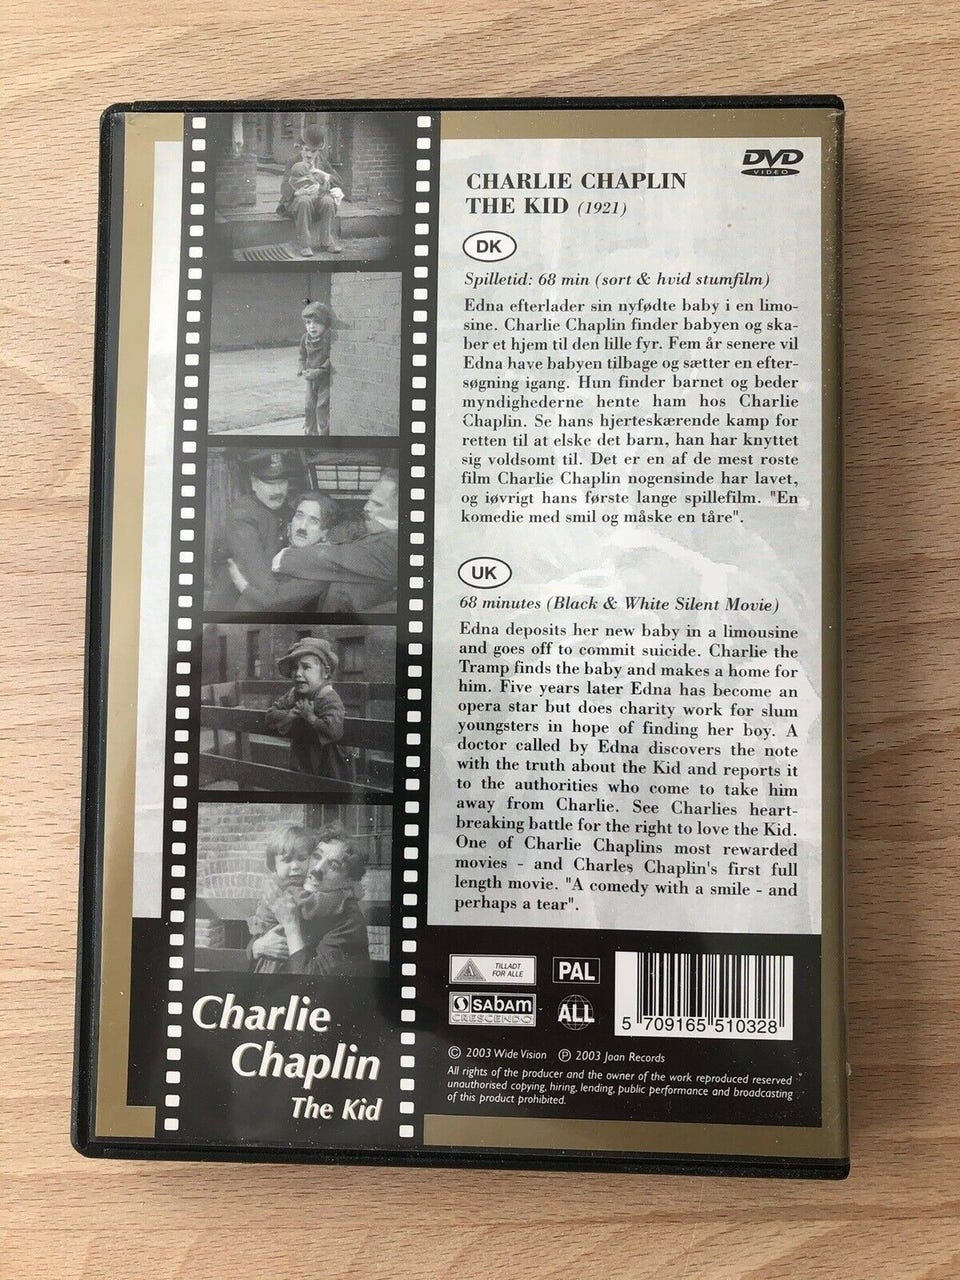 DVD
VIDEO
CHARLIE CHAPLIN
THE KID (1921)
DK
Spilletid: 68 min (sort & hvid stumfilm)
Edna efterlader sin nyfødte baby i en limo-
sine. Charlie Chaplin finder babyen og ska-
ber et hjem til den lille fyr. Fem år senere vil
Edna have babyen tilbage og sætter en efter-
søgning igang. Hun finder barnet og beder
myndighederne hente ham hos Charlie
Chaplin. Se hans hjerteskærende kamp for
retten til at elske det barn, han har knyttet
sig voldsomt til. Det er en af de mest roste
film Charlie Chaplin nogensinde har lavet,
og iøvrigt hans første lange spillefilm. "En
komedie med smil og måske en tåre".
UK
68 minutes (Black & White Silent Movie)
Edna deposits her new baby in a limousine
and goes off to commit suicide. Charlie the
Tramp finds the baby and makes a home for
him. Five years later Edna has become an
opera star but does charity work for slum
youngsters in hope of finding her boy. A
doctor called by Edna discovers the note
with the truth about the Kid and reports it
to the authorities who come to take him
away from Charlie. See Charlies heart-
breaking battle for the right to love the Kid.
One of Charlie Chaplins most rewarded
movies - and Charles Chaplin's first full
length movie. "A comedy with a smile - and
perhaps a tear".
Charlie
Chaplin
The Kid
A
TILLADT
FOR ALLE
PAL
S sabam
CRESCENDO
ALL
5 709165 510328
© 2003 Wide Vision ℗ 2003 Joan Records
All rights of the producer and the owner of the work reproduced reserved
unauthorised copying, hiring, lending, public performance and broadcasting
of this product prohibited.